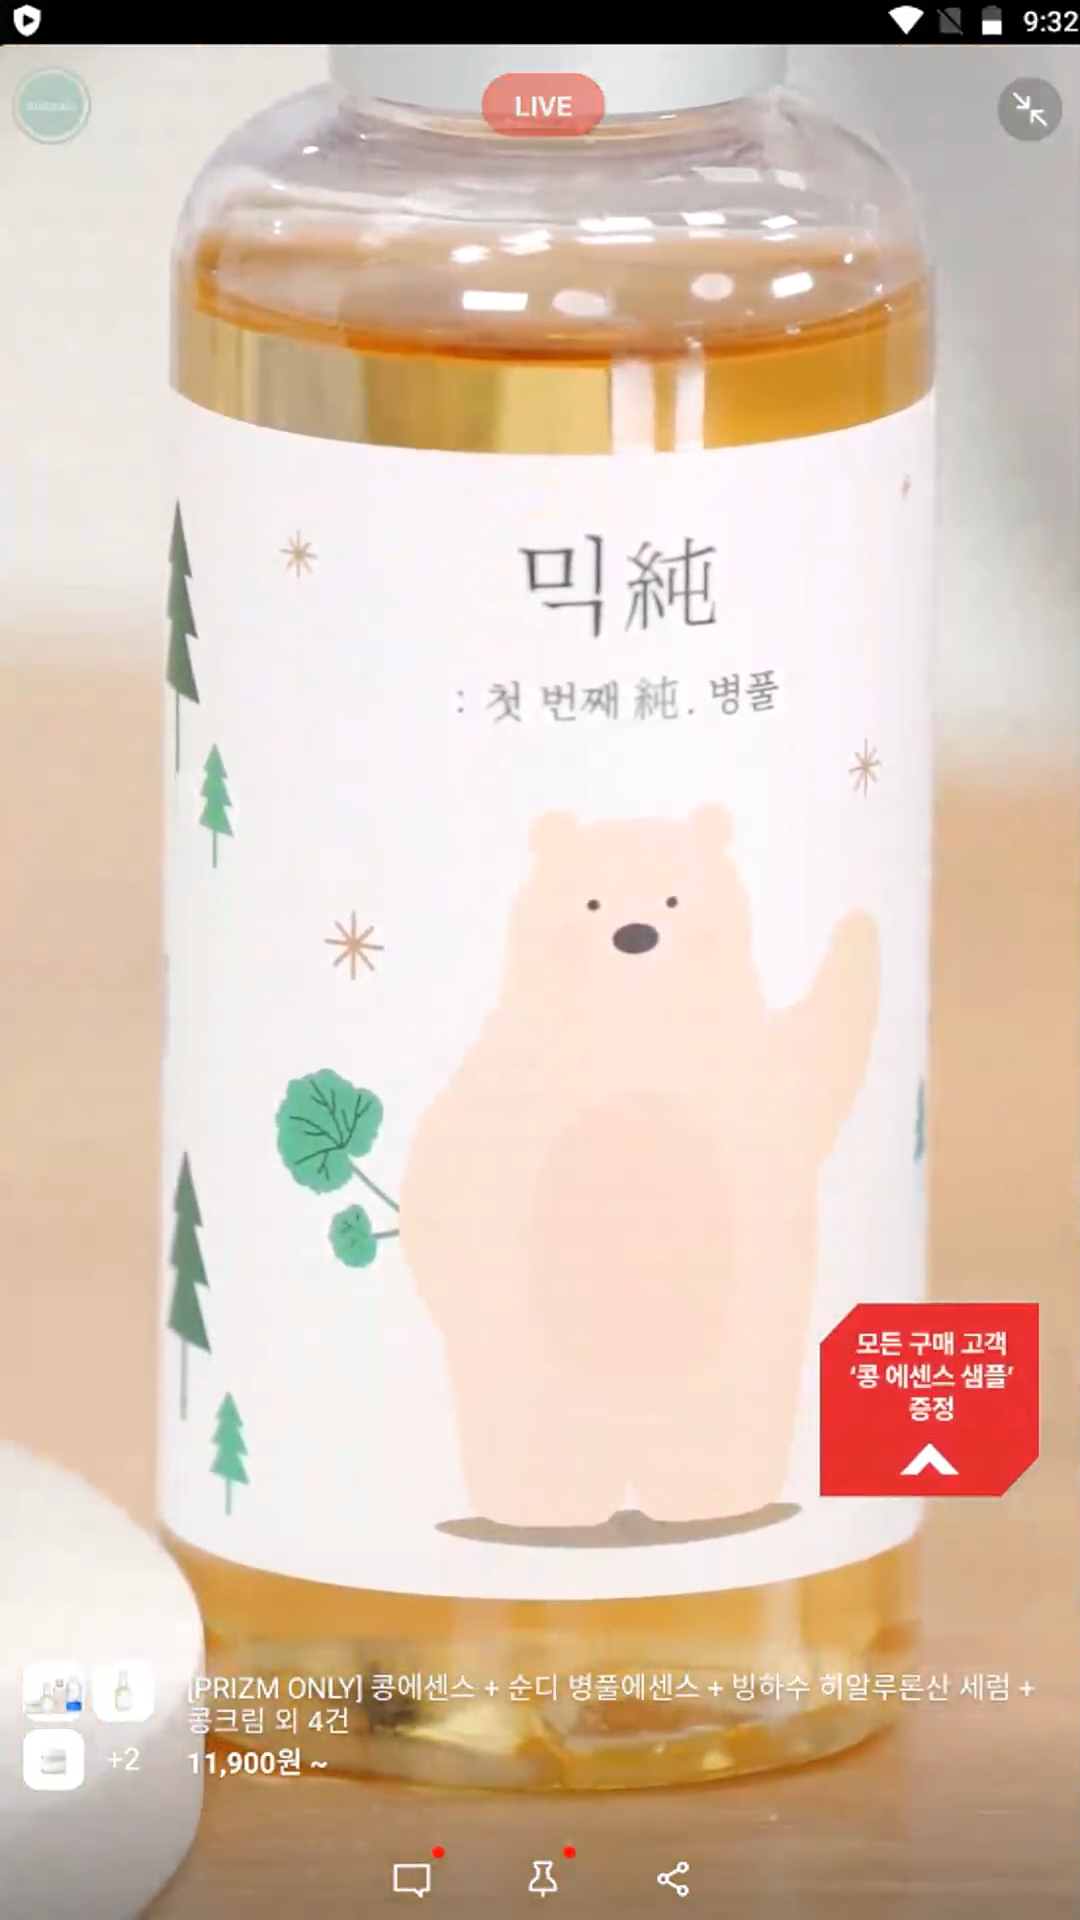 9:32
LIVE
믹純
: 첫 번째 純. 병풀
모든 구매 고객
‘콩 에센스 샘플’
증정
[PRIZM ONLY] 콩에센스 + 순디 병풀에센스 + 빙하수 히알루론산 세럼 +
콩크림 외 4건
+2
11,900원 ~